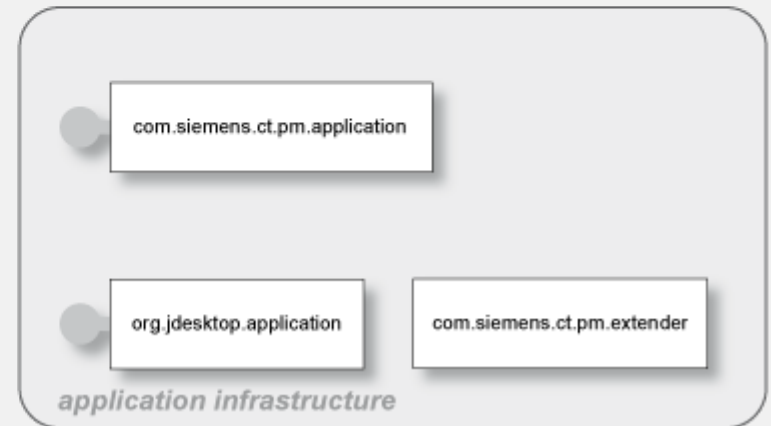 com.siemens.ct.pm.application
org.jdesktop.application
com.siemens.ct.pm.extender
application infrastructure